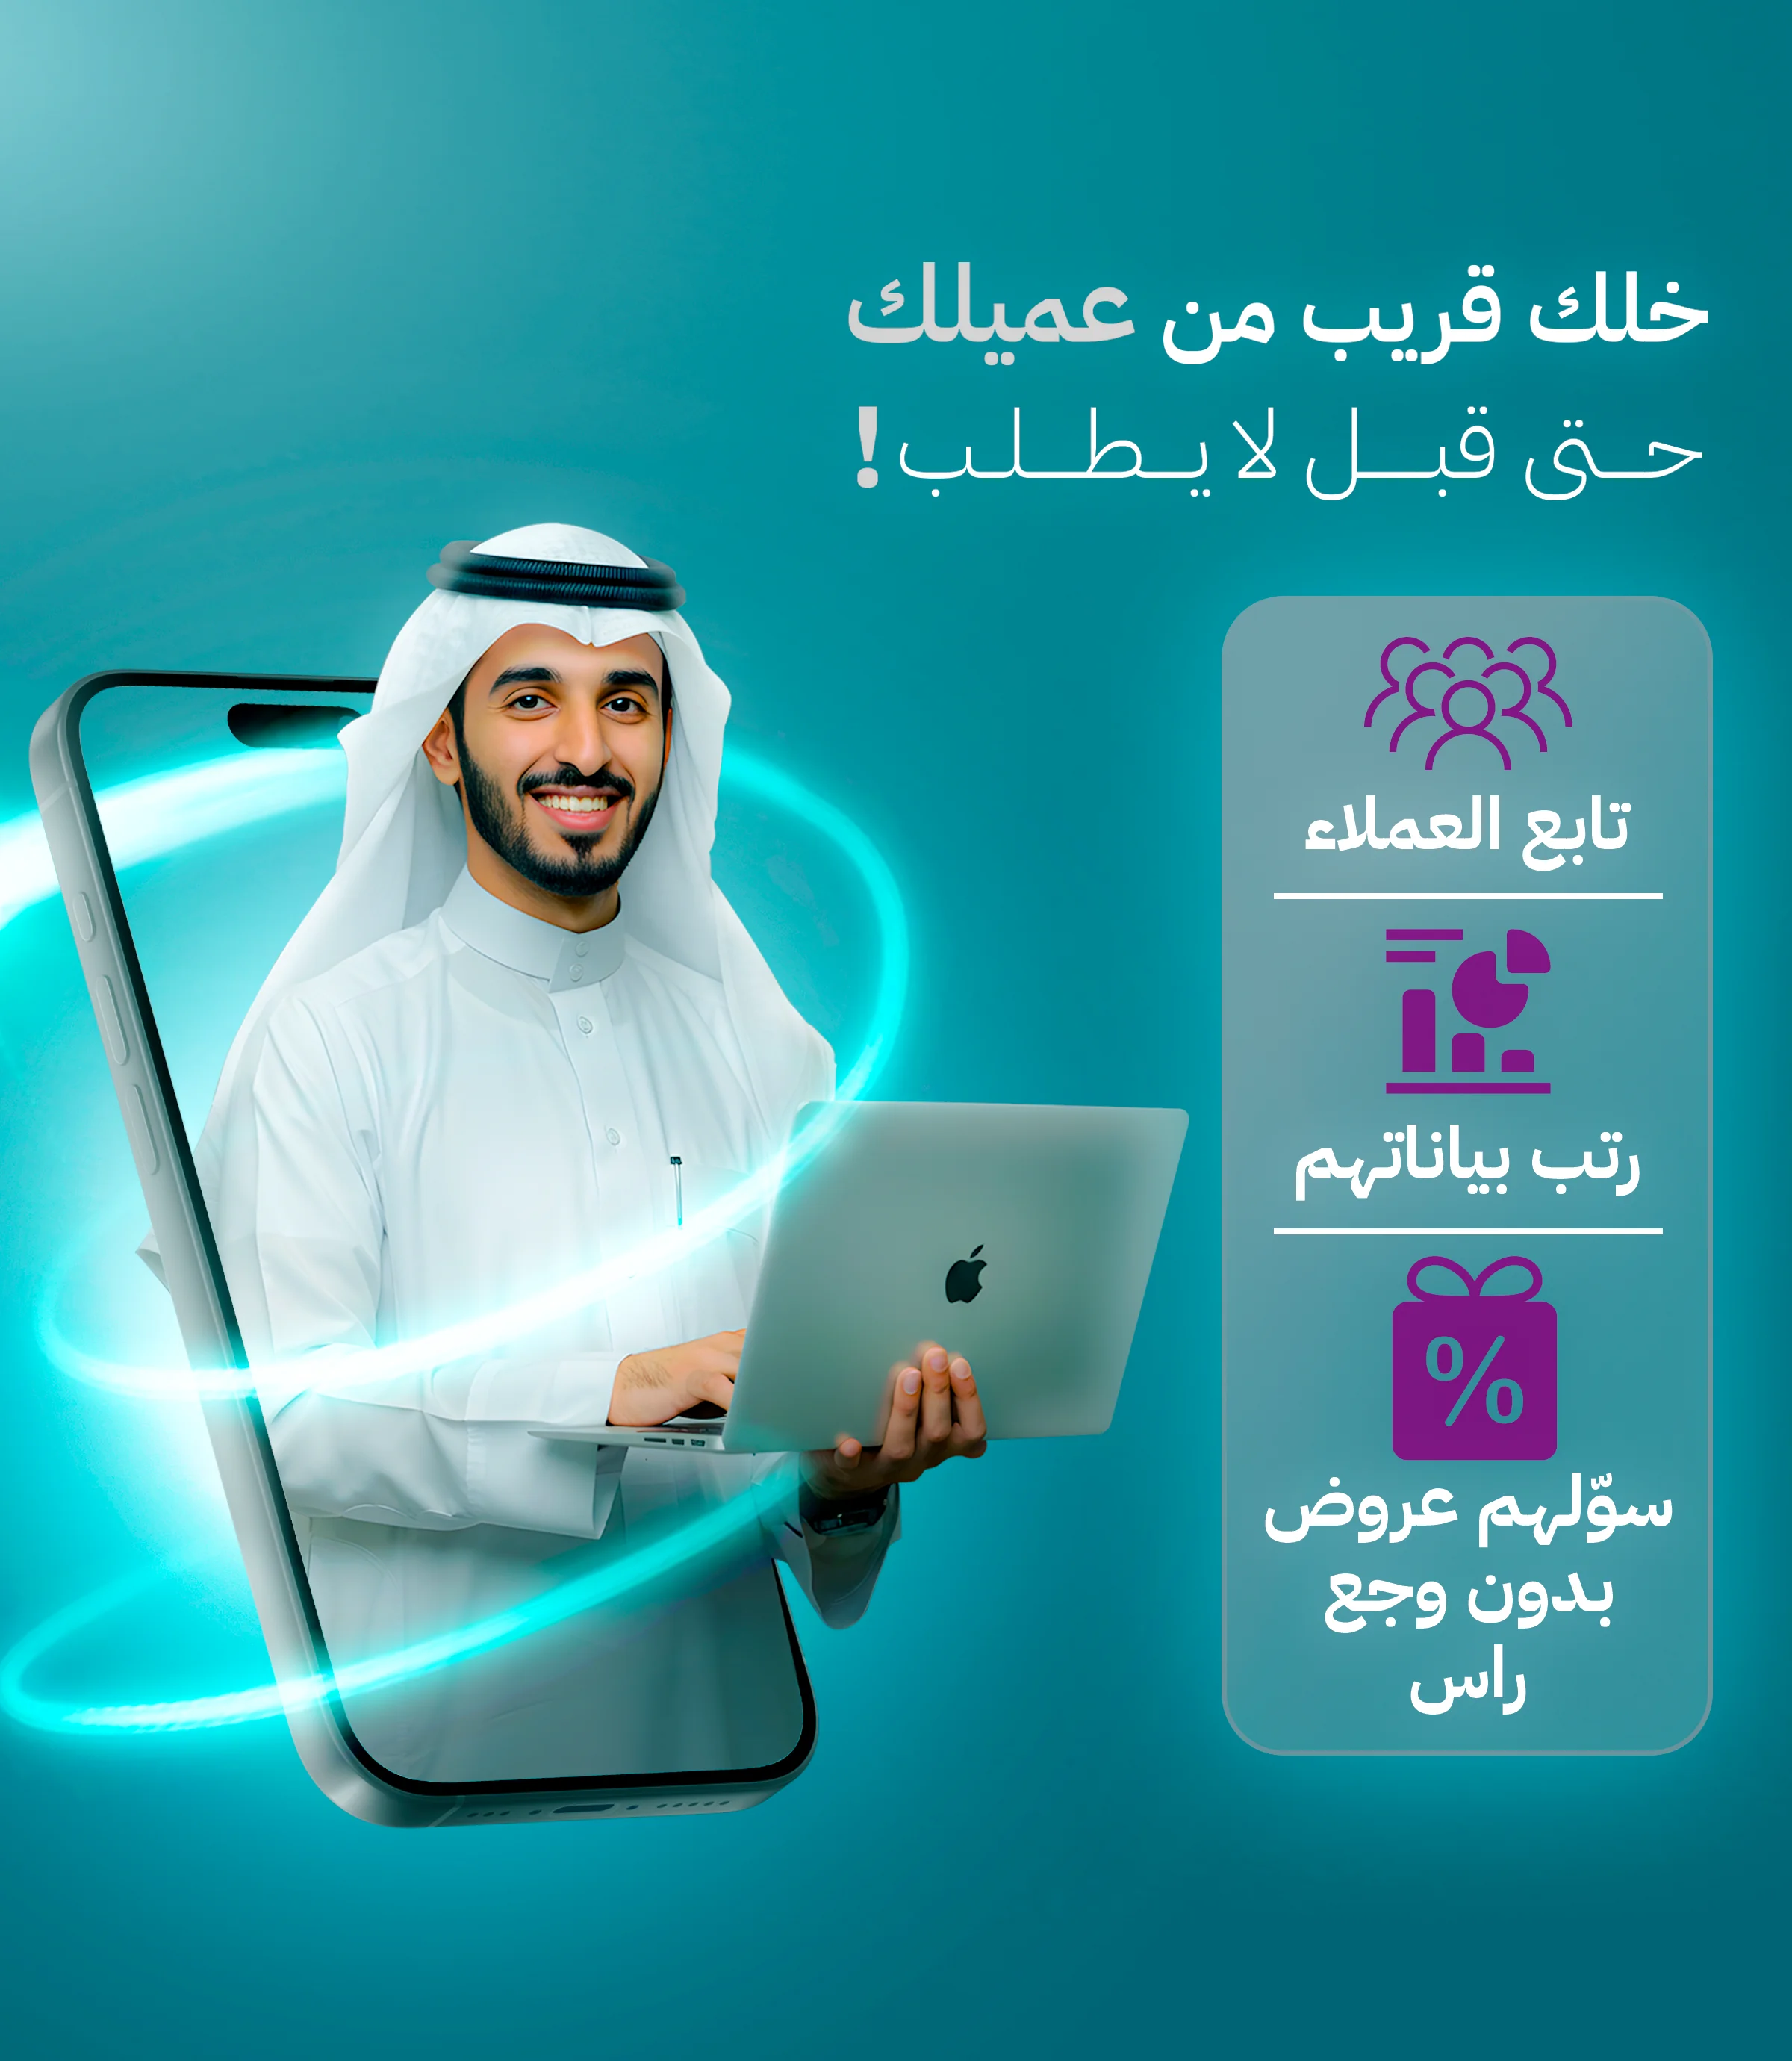 خلك قريب من عميلك
حتى قبل لا يطلب!
تابع العملاء
رتب بياناتهم
%
سوّلهم عروض
بدون وجع
راس